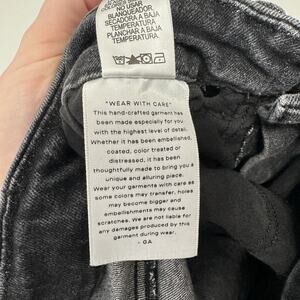 COLORES
NO USAR
BLANQUEADOR
SECADORA A BAJA
TEMPERATURA
PLANCHAR A BAJA
TEMPERATURA
"WEAR WITH CARE"
This hand-crafted garment has
been made especially for you
with the highest level of detail.
Whether it has been embellished,
coated, color treated or
distressed, it has been
thoughtfully made to bring you a
unique and alluring piece.
Wear your garments with care as
some colors may transfer, holes
may become bigger and
embellishments may cause
scratches. We are not liable for
any damages produced by this
garment during wear.
- GA